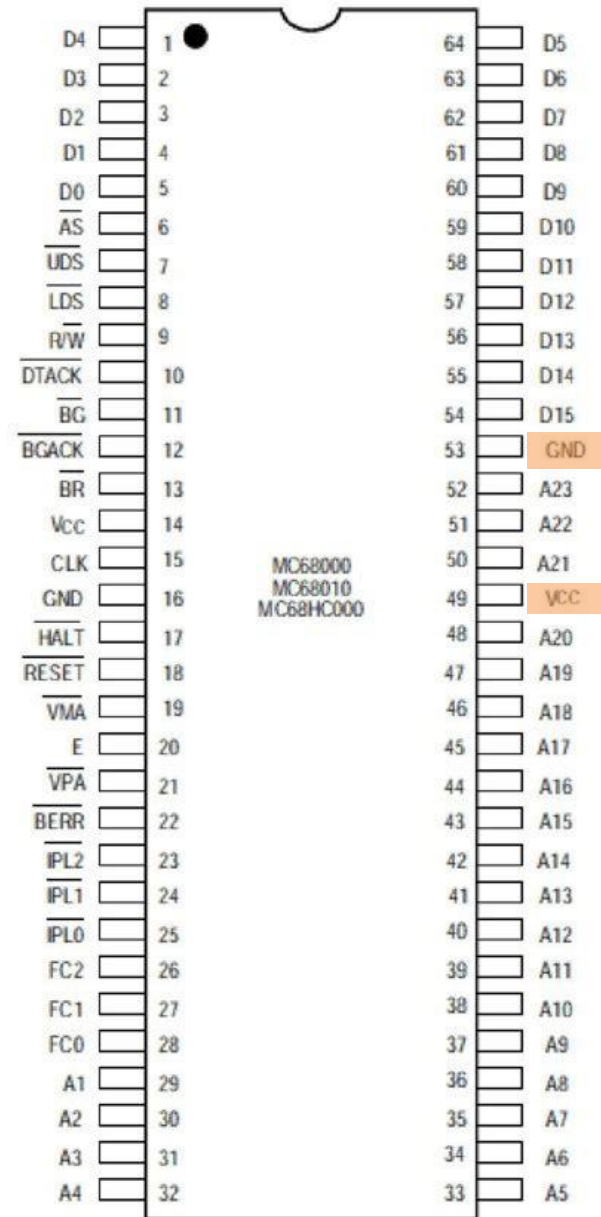 D4 1 64 D5
D3 2 63 D6
D2 3 62 D7
D1 4 61 D8
D0 5 60 D9
AS 6 59 D10
UDS 7 58 D11
LDS 8 57 D12
R/W 9 56 D13
DTACK 10 55 D14
BG 11 54 D15
BGACK 12 53 GND
BR 13 52 A23
VCC 14 51 A22
CLK 15 50 A21
GND 16 49 VCC
HALT 17 48 A20
RESET 18 47 A19
VMA 19 46 A18
E 20 45 A17
VPA 21 44 A16
BERR 22 43 A15
IPL2 23 42 A14
IPL1 24 41 A13
IPL0 25 40 A12
FC2 26 39 A11
FC1 27 38 A10
FC0 28 37 A9
A1 29 36 A8
A2 30 35 A7
A3 31 34 A6
A4 32 33 A5
MC68000
MC68010
MC68HC000